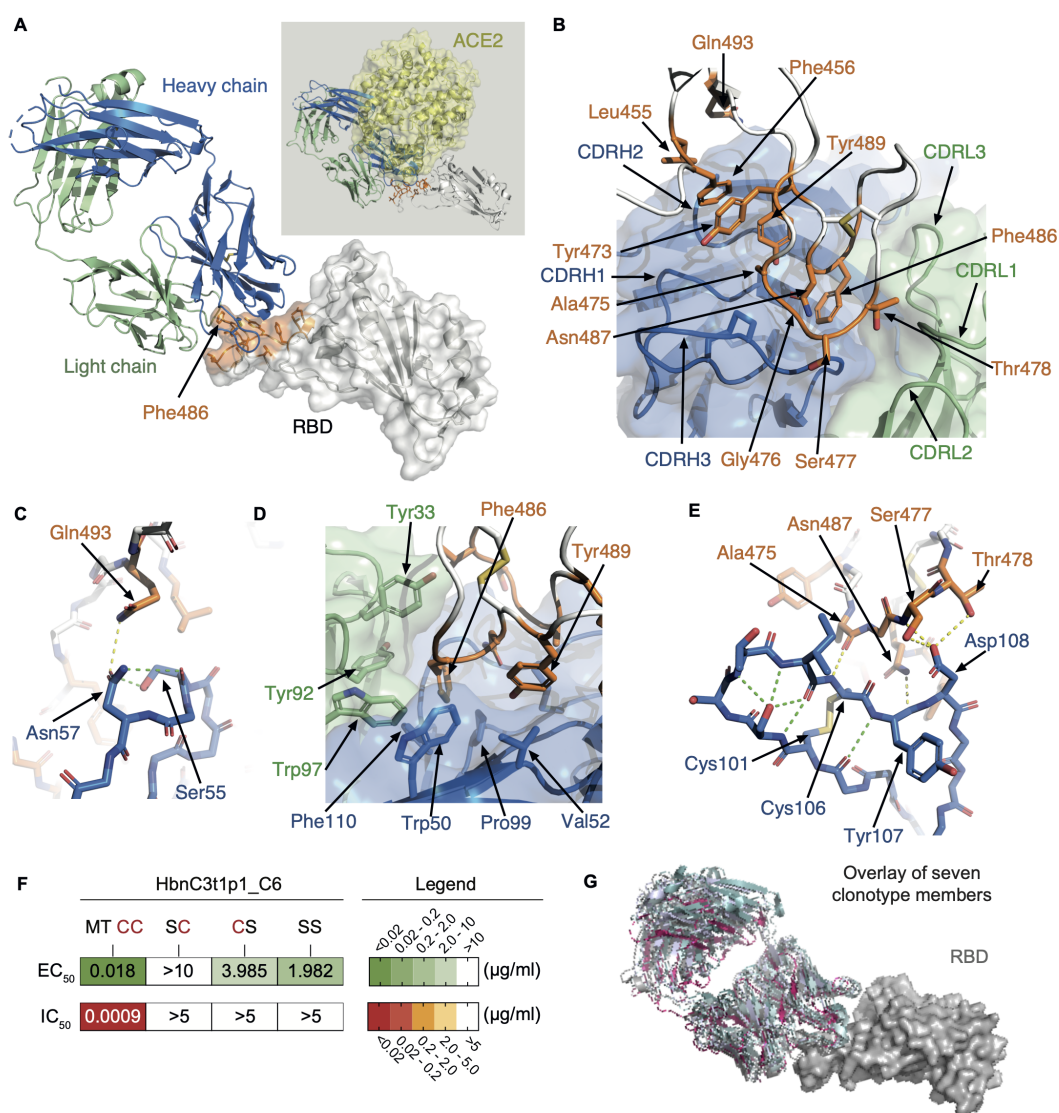 A
Heavy chain
ACE2
Light chain
Phe486
RBD
B
Gln493
Phe456
Leu455
CDRH2
Tyr489
CDRL3
Tyr473
Phe486
CDRH1
CDRL1
Ala475
Asn487
Thr478
CDRH3
Gly476
Ser477
CDRL2
C
Gln493
Asn57
Ser55
D
Tyr33
Phe486
Tyr489
Tyr92
Trp97
Phe110
Trp50
Pro99
Val52
E
Asn487
Ser477
Ala475
Thr478
Asp108
Cys101
Cys106
Tyr107
F
HbnC3t1p1_C6
Legend
MT CC SC CS SS
<0.02 0.02 - 0.2 0.2 - 2.0 2.0 - 10 >10
EC50 0.018 >10 3.985 1.982 (µg/ml)
IC50 0.0009 >5 >5 >5 (µg/ml)
<0.02 0.02 - 0.2 0.2 - 2.0 2.0 - 5.0 >5
G
Overlay of seven
clonotype members
RBD